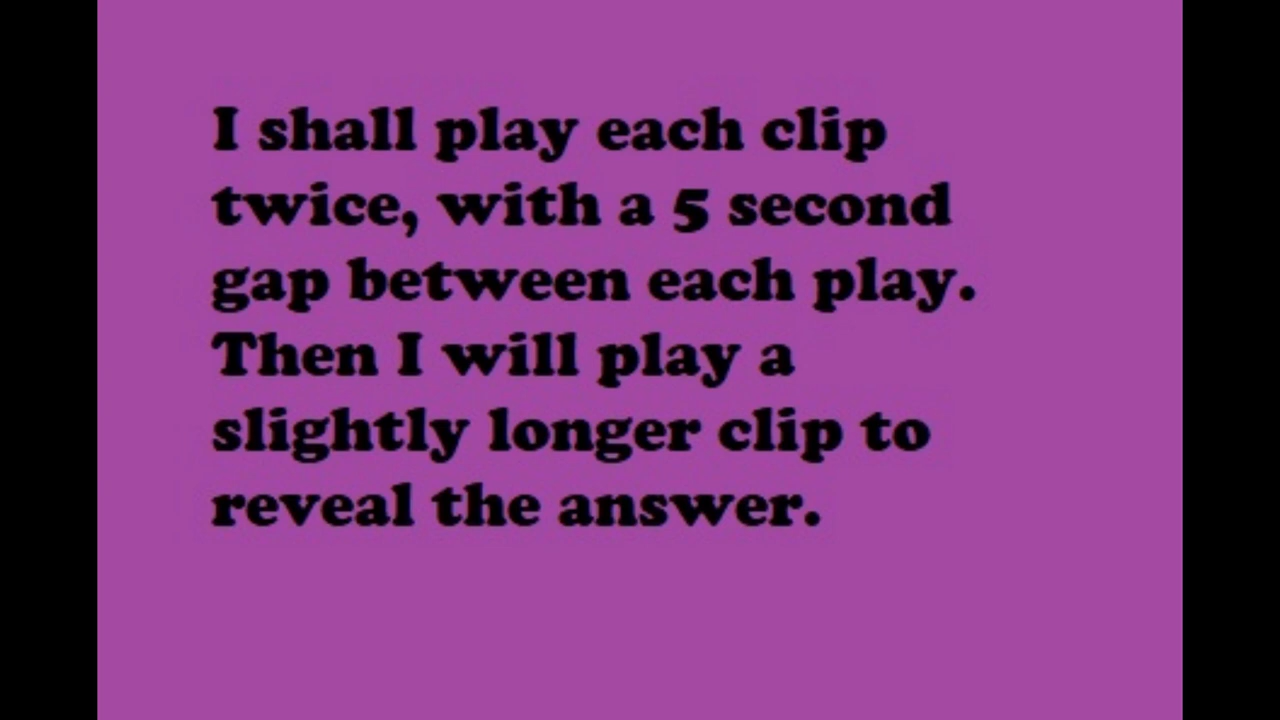 I shall play each clip
twice, with a 5 second
gap between each play.
Then I will play a
slightly longer clip to
reveal the answer.